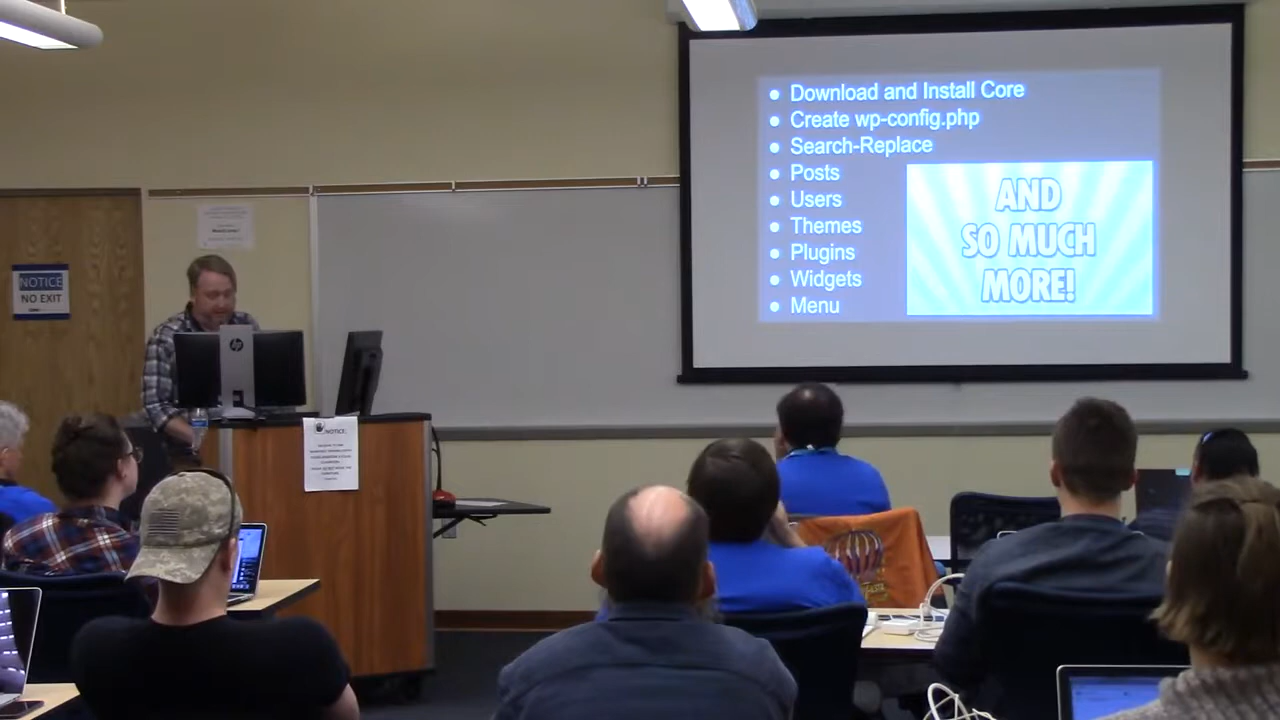 Download and Install Core
Create wp-config.php
Search-Replace
Posts
Users
Themes
Plugins
Widgets
Menu
AND
SO MUCH
MORE!
NOTICE
NO EXIT
hp
NOTICE: